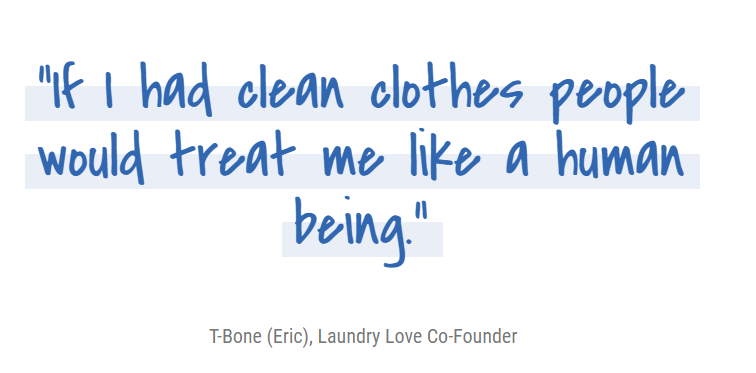 "If I had clean clothes people
would treat me like a human
being."
T-Bone (Eric), Laundry Love Co-Founder